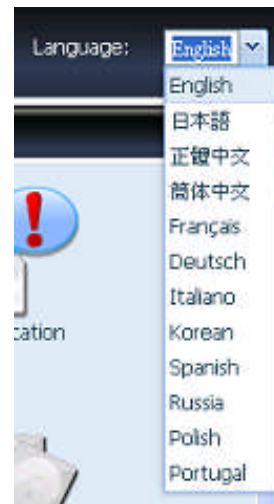 Language: English
English
日本語
正體中文
简体中文
Français
Deutsch
Italiano
cation
Korean
Spanish
Russia
Polish
Portugal